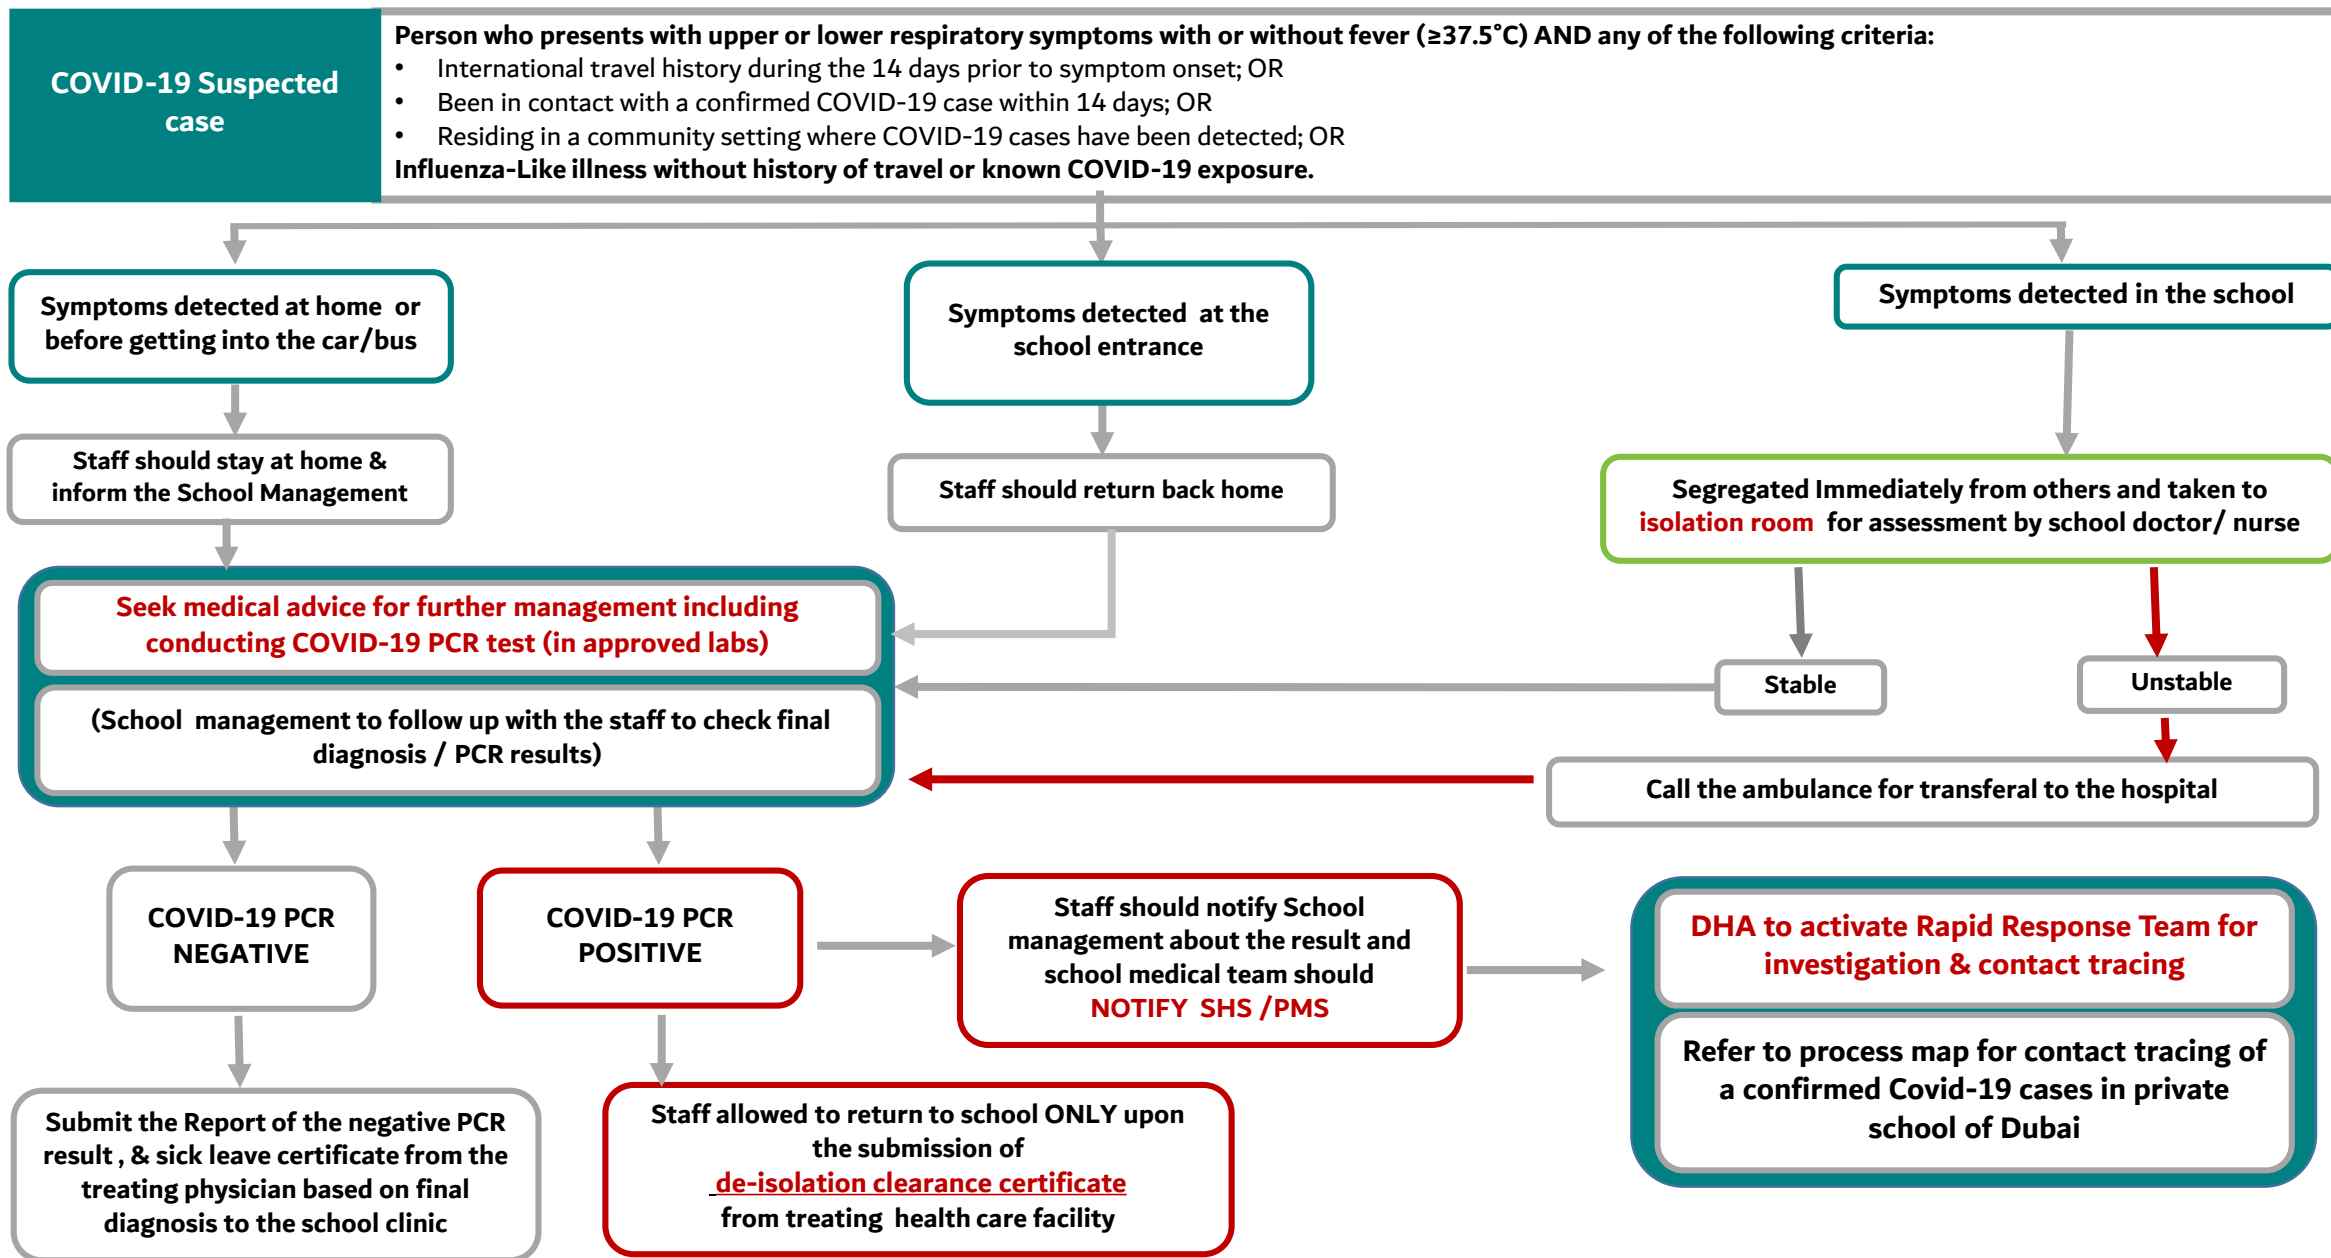 COVID-19 Suspected
case
Person who presents with upper or lower respiratory symptoms with or without fever (≥37.5°C) AND any of the following criteria:
• International travel history during the 14 days prior to symptom onset; OR
• Been in contact with a confirmed COVID-19 case within 14 days; OR
• Residing in a community setting where COVID-19 cases have been detected; OR
Influenza-Like illness without history of travel or known COVID-19 exposure.
Symptoms detected at home or
before getting into the car/bus
Symptoms detected at the
school entrance
Symptoms detected in the school
Staff should stay at home &
inform the School Management
Staff should return back home
Segregated Immediately from others and taken to
isolation room for assessment by school doctor/ nurse
Seek medical advice for further management including
conducting COVID-19 PCR test (in approved labs)
(School management to follow up with the staff to check final
diagnosis / PCR results)
Stable
Unstable
Call the ambulance for transferal to the hospital
COVID-19 PCR
NEGATIVE
COVID-19 PCR
POSITIVE
Staff should notify School
management about the result and
school medical team should
NOTIFY SHS /PMS
DHA to activate Rapid Response Team for
investigation & contact tracing
Refer to process map for contact tracing of
a confirmed Covid-19 cases in private
school of Dubai
Submit the Report of the negative PCR
result , & sick leave certificate from the
treating physician based on final
diagnosis to the school clinic
Staff allowed to return to school ONLY upon
the submission of
de-isolation clearance certificate
from treating health care facility